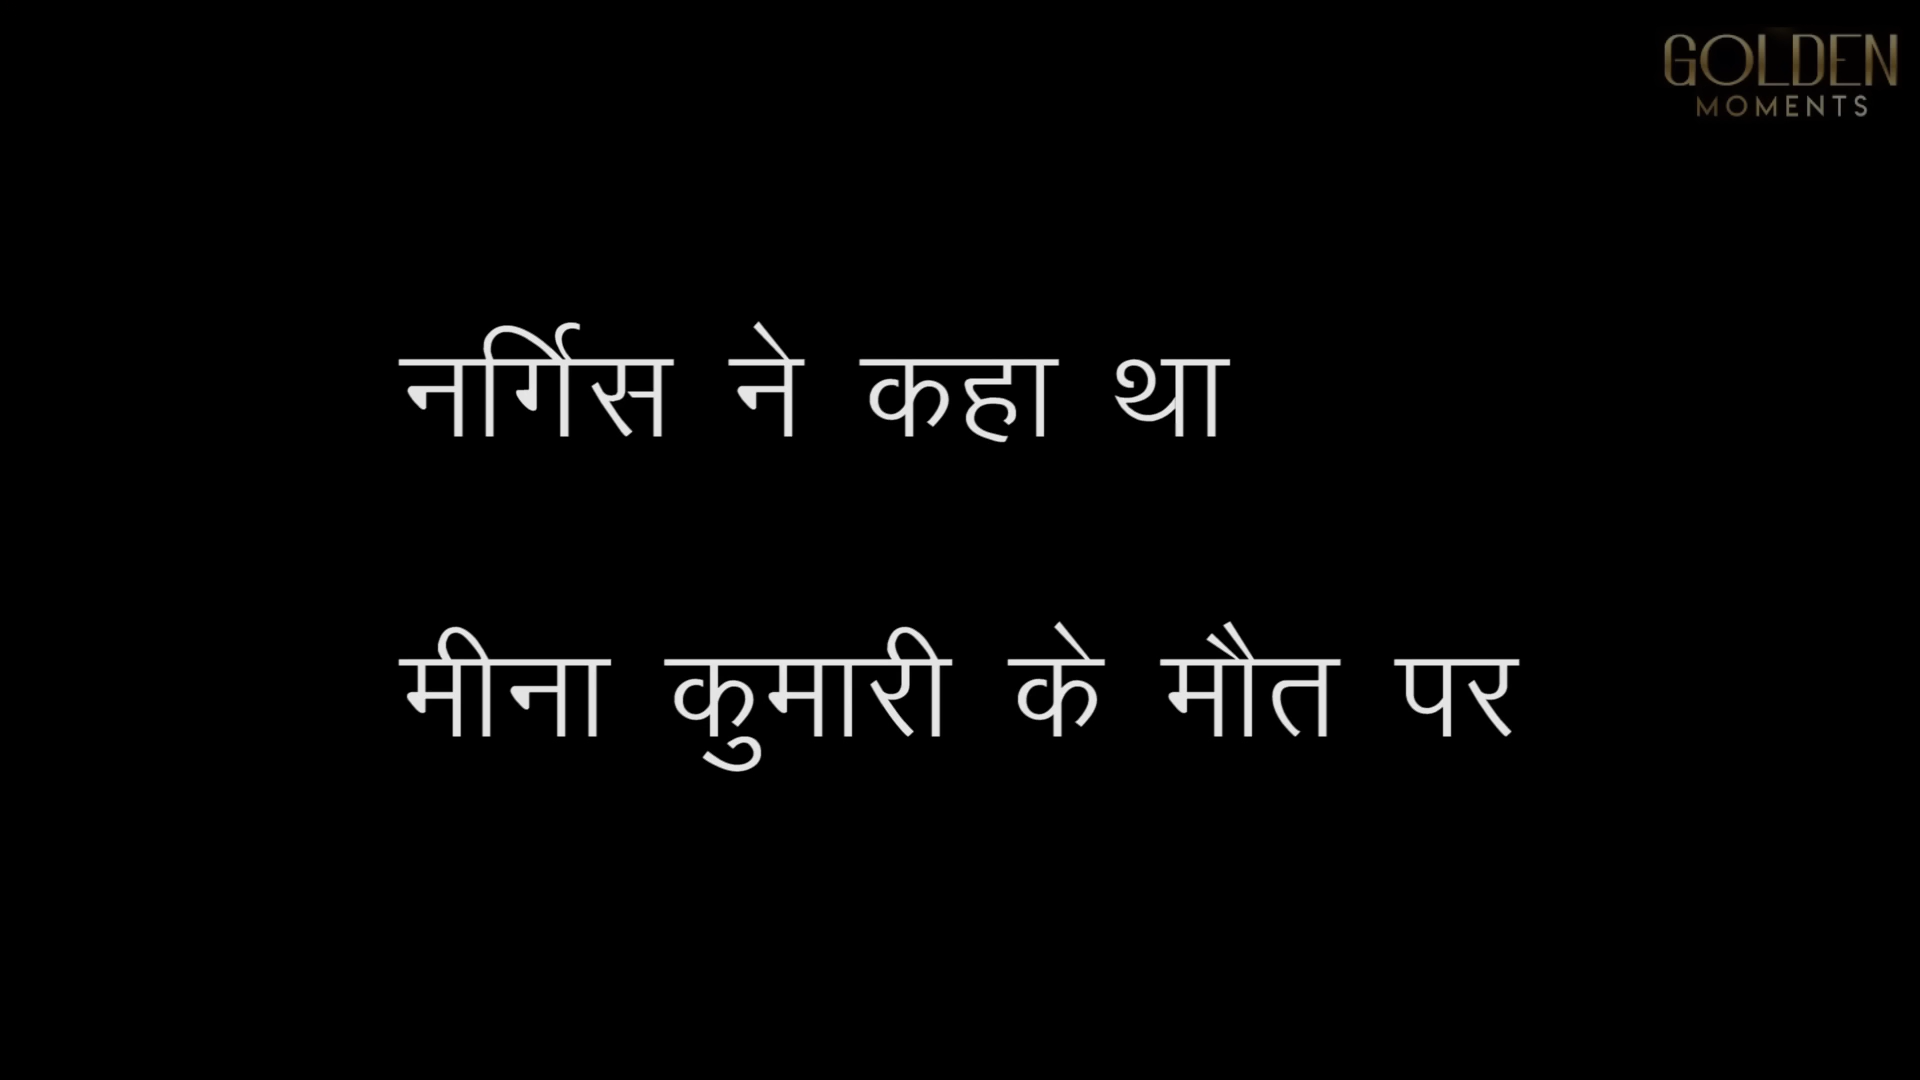 GOLDEN
MOMENTS
नर्गिस ने कहा था
मीना कुमारी के मौत पर